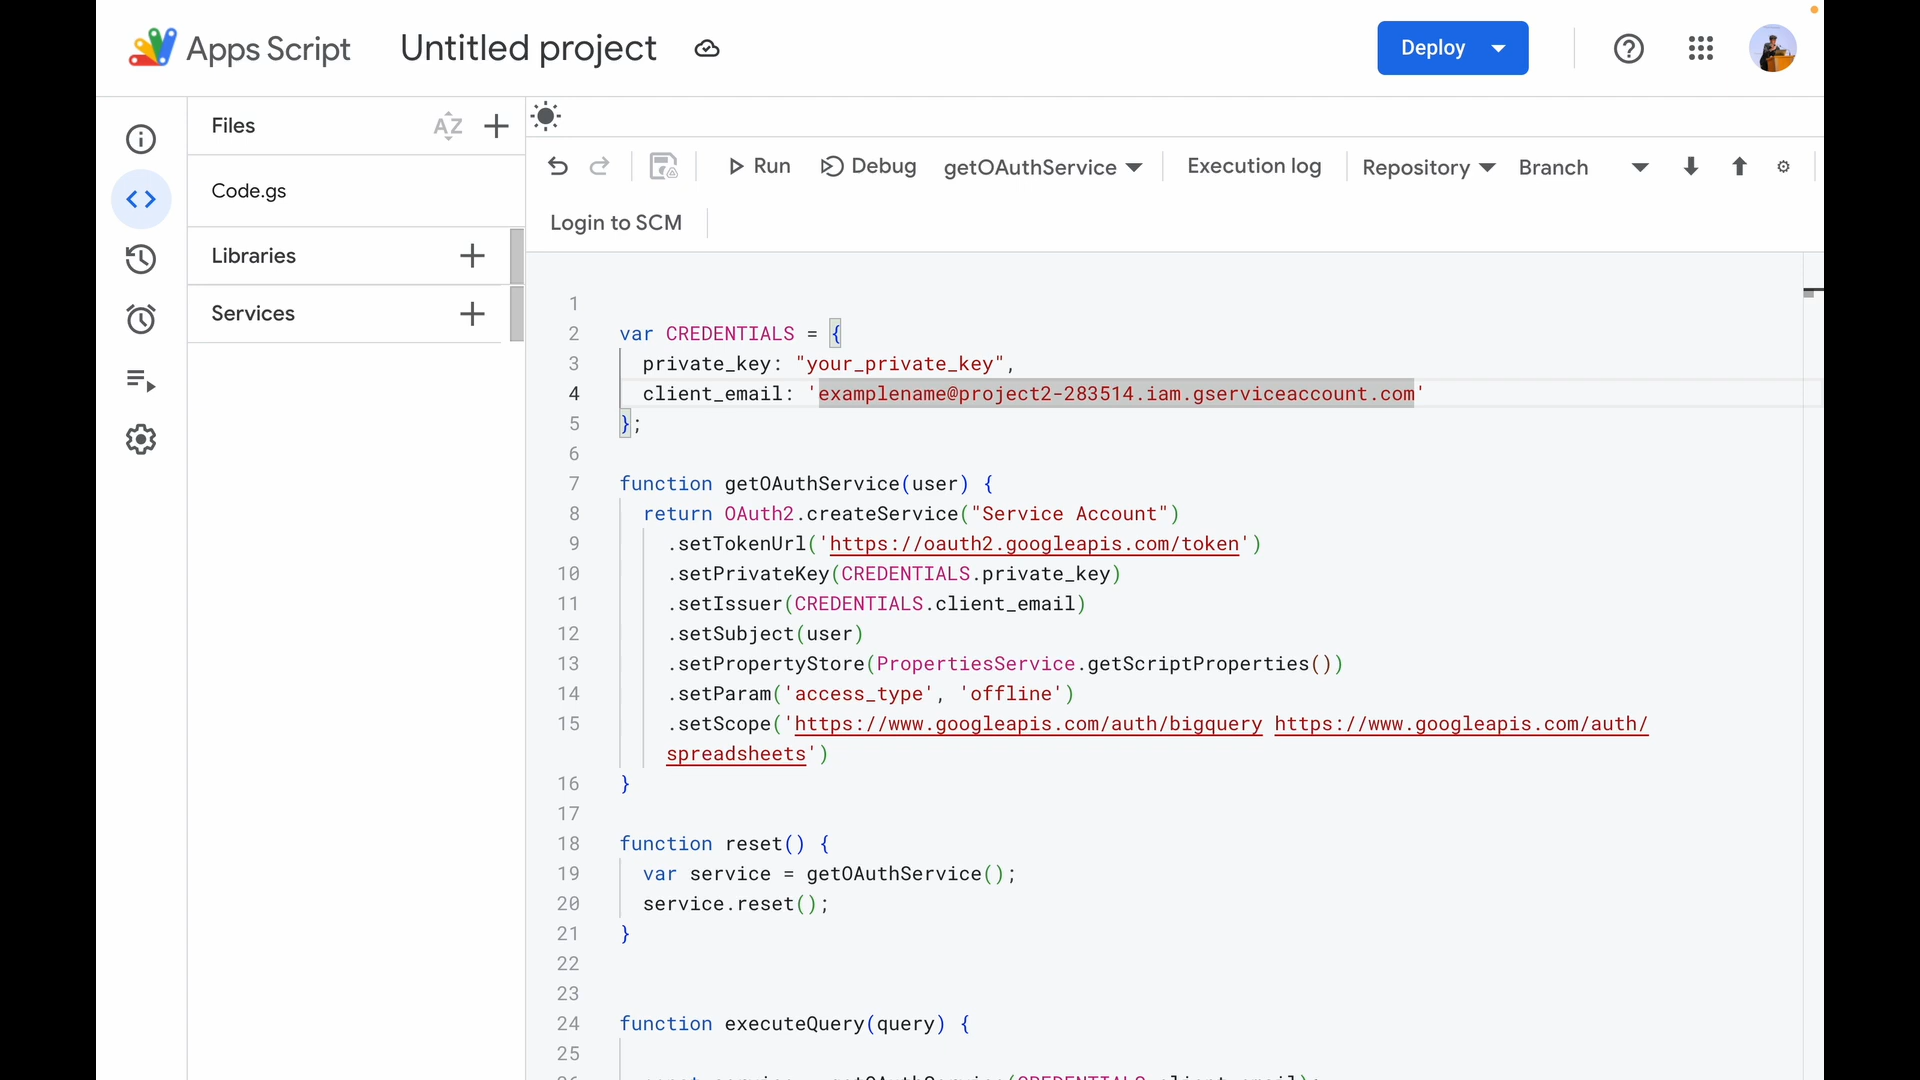 Apps Script
Untitled project
Deploy
Files
AZ
Code.gs
Libraries
Services
Run
Debug
getOAuthService
Execution log
Repository
Branch
Login to SCM
1
2 var CREDENTIALS = {
3 private_key: "your_private_key",
4 client_email: 'examplename@project2-283514.iam.gserviceaccount.com'
5 };
6
7 function getOAuthService(user) {
8 return OAuth2.createService("Service Account")
9 .setTokenUrl('https://oauth2.googleapis.com/token')
10 .setPrivateKey(CREDENTIALS.private_key)
11 .setIssuer(CREDENTIALS.client_email)
12 .setSubject(user)
13 .setPropertyStore(PropertiesService.getScriptProperties())
14 .setParam('access_type', 'offline')
15 .setScope('https://www.googleapis.com/auth/bigquery https://www.googleapis.com/auth/
spreadsheets')
16 }
17
18 function reset() {
19 var service = getOAuthService();
20 service.reset();
21 }
22
23
24 function executeQuery(query) {
25